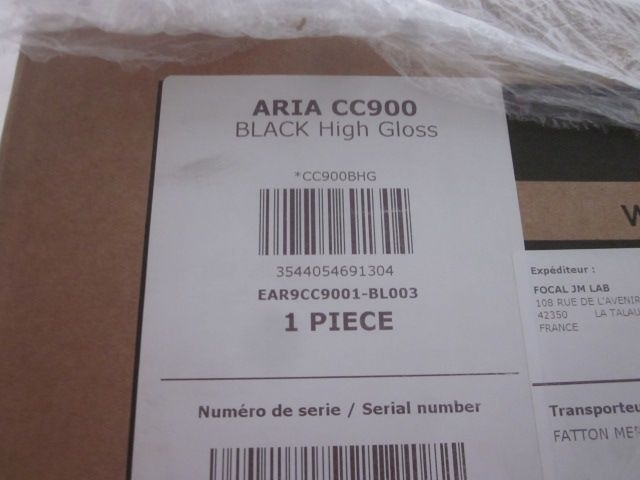 ARIA CC900
BLACK High Gloss
*CC900BHG
3544054691304
EAR9CC9001-BL003
1 PIECE
Numéro de serie / Serial number
Expéditeur :
FOCAL JM LAB
108 RUE DE L'AVENIR
42350 LA TALAU
FRANCE
Transporteu
FATTON